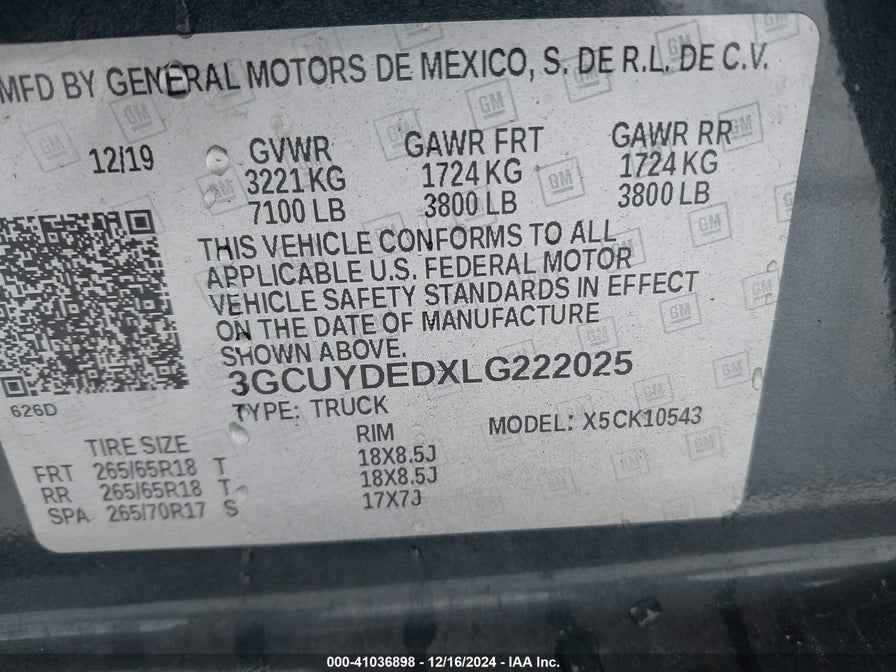 MFD BY GENERAL MOTORS DE MEXICO, S. DE R.L. DE C.V.
12/19 GVWR GAWR FRT GAWR RR
3221 KG 1724 KG 1724 KG
7100 LB 3800 LB 3800 LB
THIS VEHICLE CONFORMS TO ALL
APPLICABLE U.S. FEDERAL MOTOR
VEHICLE SAFETY STANDARDS IN EFFECT
ON THE DATE OF MANUFACTURE
SHOWN ABOVE.
3GCUYDEDXLG222025
626D
TYPE: TRUCK MODEL: X5CK10543
TIRE SIZE RIM
FRT 265/65R18 T 18X8.5J
RR 265/65R18 T 18X8.5J
SPA 265/70R17 S 17X7J
000-41036898 - 12/16/2024 - IAA Inc.